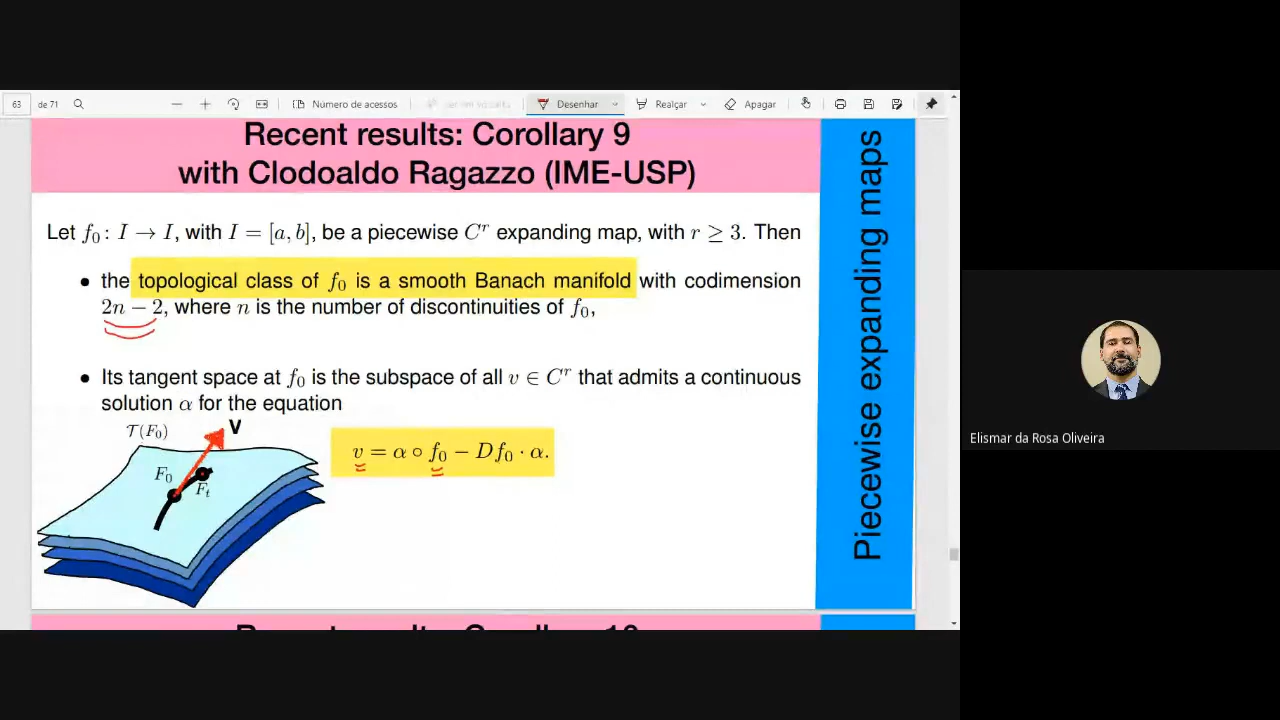 63 de 71
Número de acessos
Desenhar
Realçar
Apagar
Recent results: Corollary 9
with Clodoaldo Ragazzo (IME-USP)
Let f₀: I → I, with I = [a, b], be a piecewise Cʳ expanding map, with r ≥ 3. Then
• the topological class of f₀ is a smooth Banach manifold with codimension
2n − 2, where n is the number of discontinuities of f₀,
• Its tangent space at f₀ is the subspace of all v ∈ Cʳ that admits a continuous
solution α for the equation
v = α ∘ f₀ − Df₀ · α.
T(F₀)
v
F₀
Fₜ
Piecewise expanding maps
Elismar da Rosa Oliveira